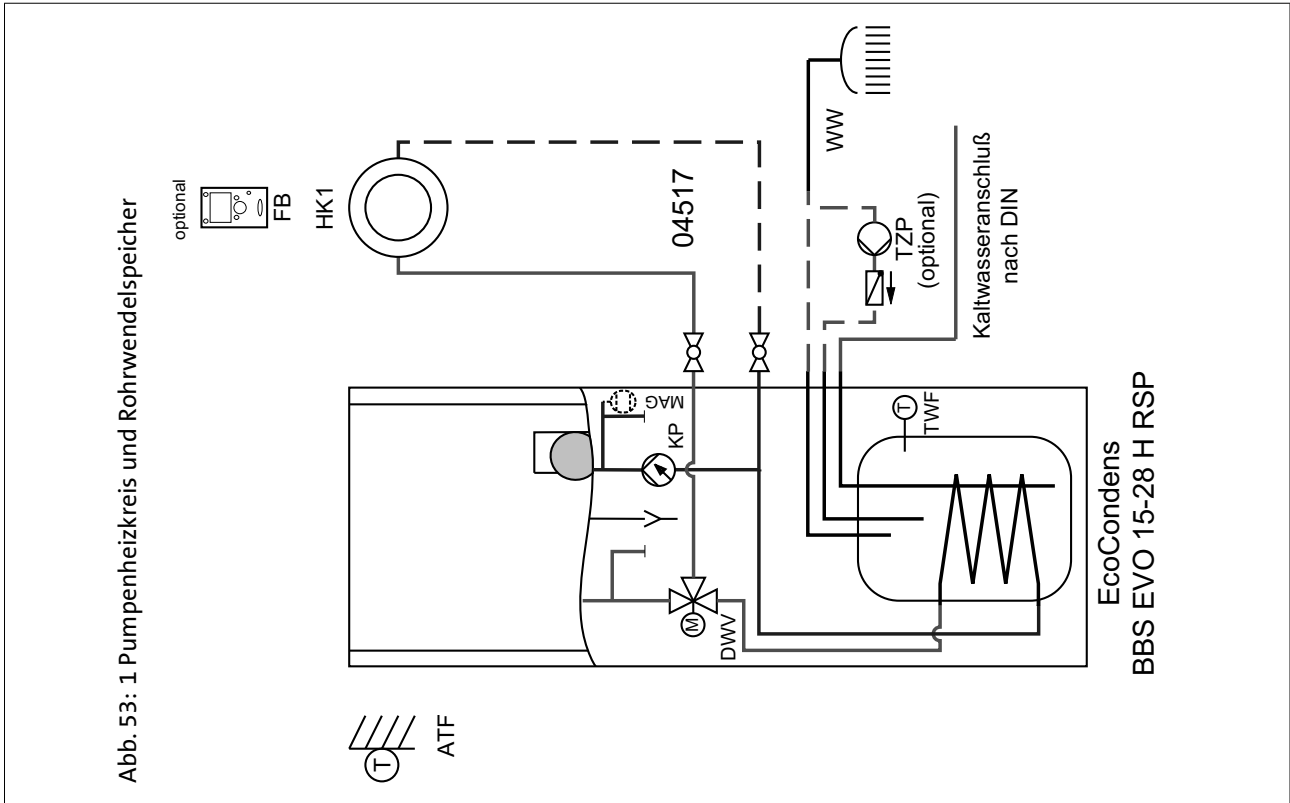 Abb. 53: 1 Pumpenheizkreis und Rohrwendelspeicher
optional
FB
HK1
04517
WW
TZP
(optional)
Kaltwasseranschluß
nach DIN
MAG
KP
T
TWF
M
DWV
T
ATF
EcoCondens
BBS EVO 15-28 H RSP